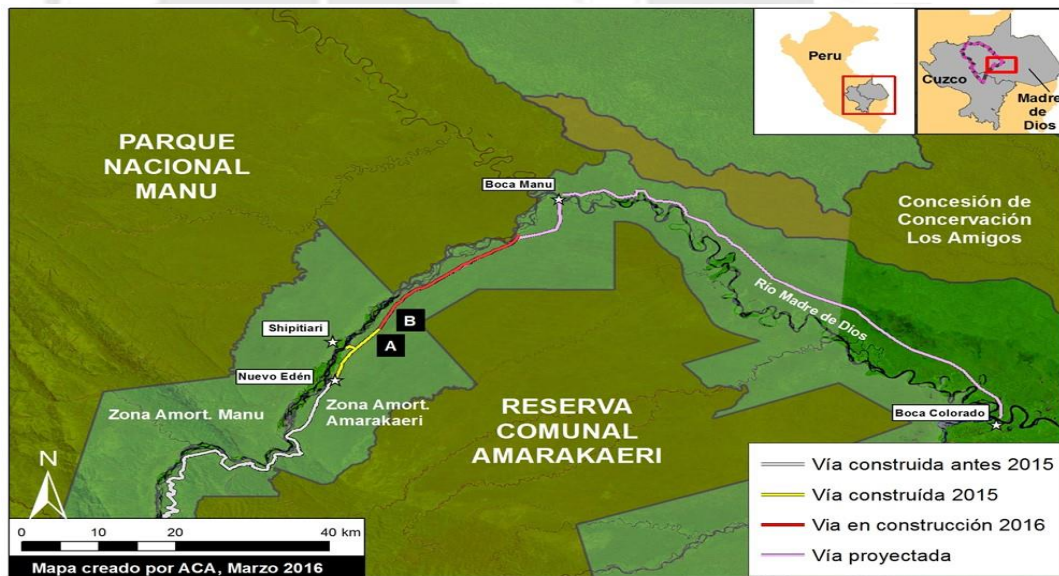 Peru
Cuzco
Madre
de
Dios
PARQUE
NACIONAL
MANU
Boca Manu
Concesión de
Concervación
Los Amigos
Río Madre de Dios
B
Shipitiari
A
Nuevo Edén
Zona Amort. Manu
Zona Amort.
Amarakaeri
RESERVA
COMUNAL
AMARAKAERI
Boca Colorado
N
0 10 20 40 km
Mapa creado por ACA, Marzo 2016
Vía construida antes 2015
Vía construída 2015
Via en construcción 2016
Vía proyectada